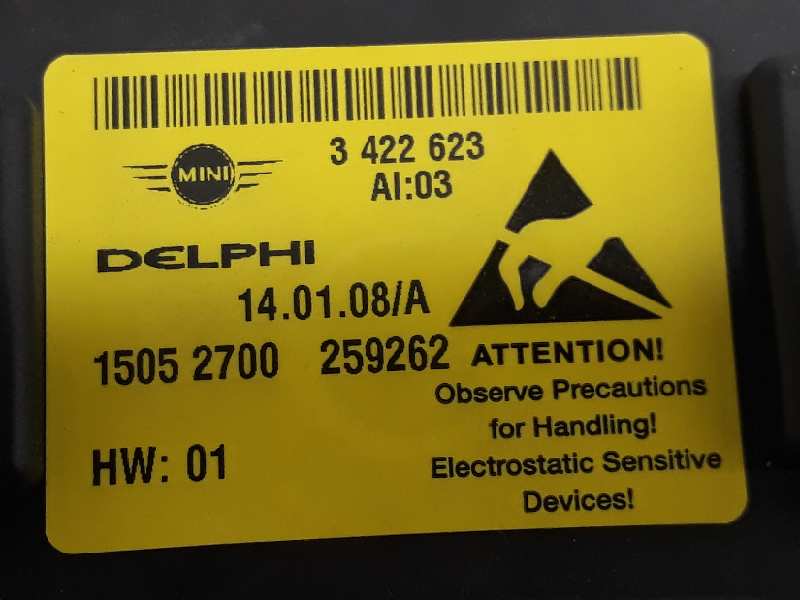 3 422 623
MINI
AI:03
DELPHI
14.01.08/A
1505 2700 259262
ATTENTION!
Observe Precautions
for Handling!
HW: 01
Electrostatic Sensitive
Devices!